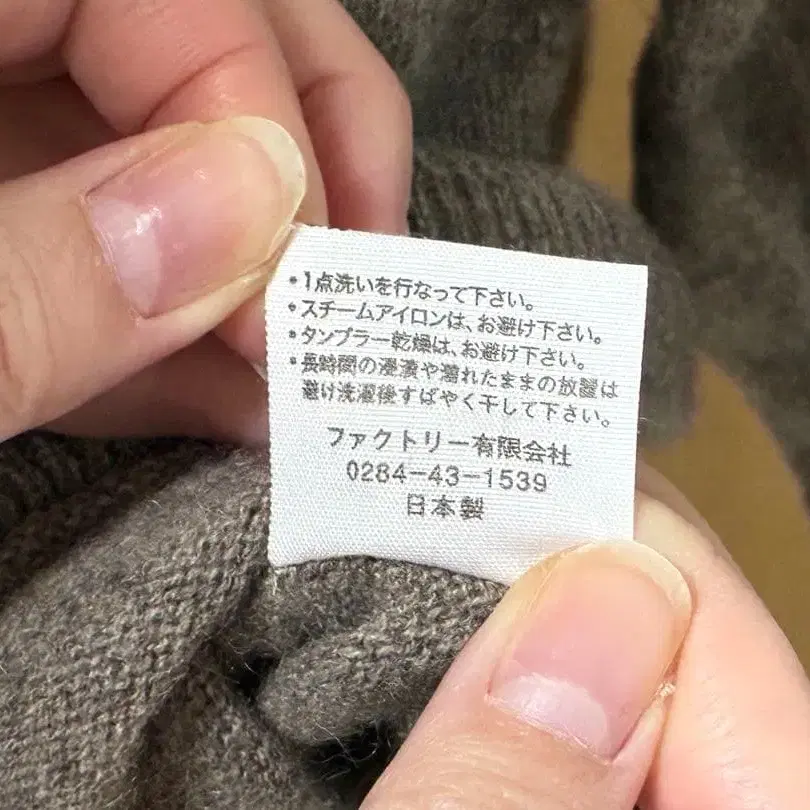 ・1点洗いを行なって下さい。
・スチームアイロンは、お避け下さい。
・タンブラー乾燥は、お避け下さい。
・長時間の浸漬や濡れたままの放置は
避け洗濯後すばやく干して下さい。
ファクトリー有限会社
0284-43-1539
日本製